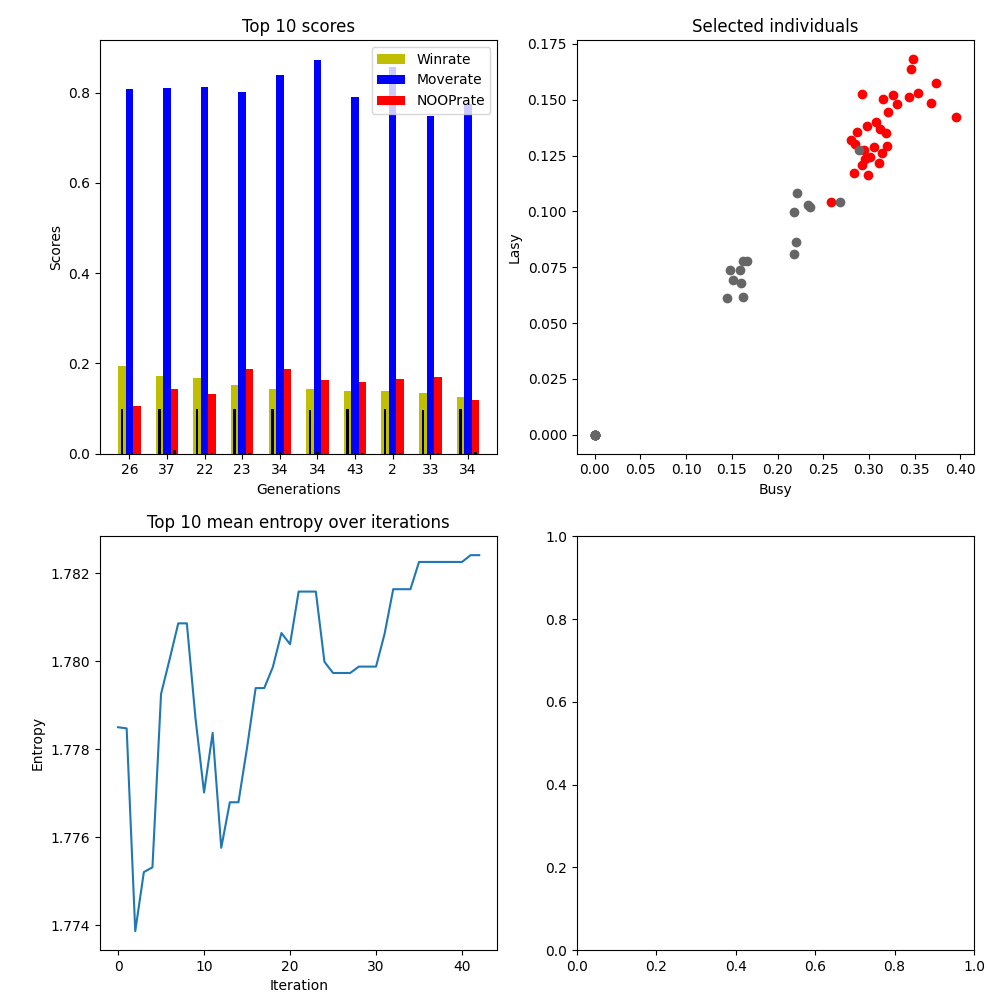 Top 10 scores
Winrate
Moverate
NOOPrate
0.8
0.6
0.4
0.2
0.0
Scores
26 37 22 23 34 34 43 2 33 34
Generations
Selected individuals
0.175
0.150
0.125
0.100
0.075
0.050
0.025
0.000
Lasy
0.00 0.05 0.10 0.15 0.20 0.25 0.30 0.35 0.40
Busy
Top 10 mean entropy over iterations
1.782
1.780
1.778
1.776
1.774
Entropy
0 10 20 30 40
Iteration
1.0
0.8
0.6
0.4
0.2
0.0
0.0 0.2 0.4 0.6 0.8 1.0